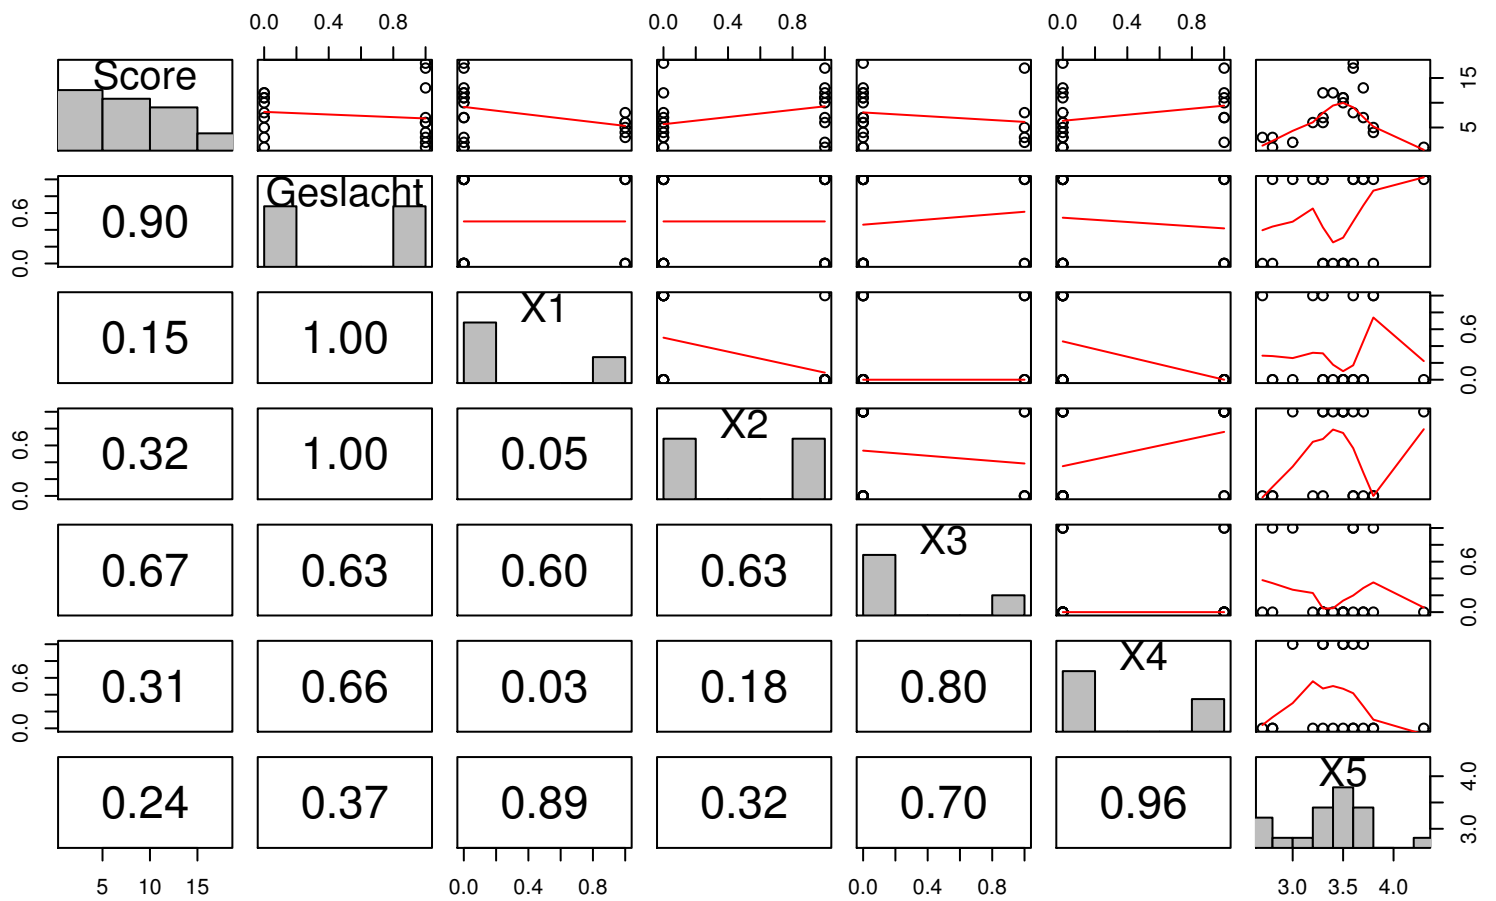 0.0 0.4 0.8 0.0 0.4 0.8 0.0 0.4 0.8
Score 5 15
0.0 0.6 0.90 Geslacht
0.15 1.00 X1 0.0 0.6
0.0 0.6 0.32 1.00 0.05 X2
0.67 0.63 0.60 0.63 X3 0.0 0.6
0.0 0.6 0.31 0.66 0.03 0.18 0.80 X4
0.24 0.37 0.89 0.32 0.70 0.96 X5 3.0 4.0
5 10 15 0.0 0.4 0.8 0.0 0.4 0.8 3.0 3.5 4.0